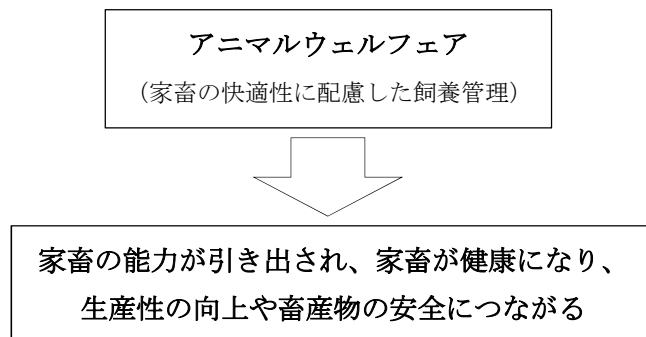 アニマルウェルフェア
（家畜の快適性に配慮した飼養管理）
家畜の能力が引き出され、家畜が健康になり、
生産性の向上や畜産物の安全につながる